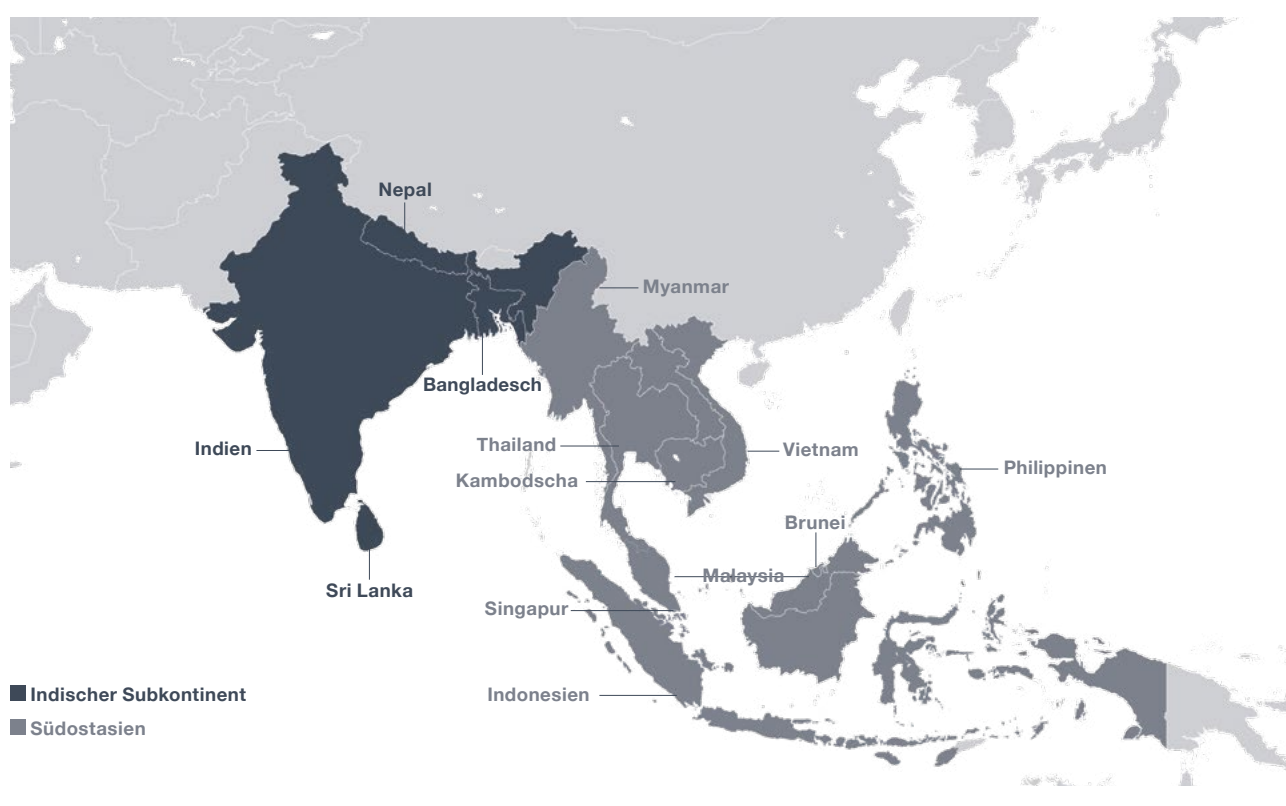 Nepal
Myanmar
Bangladesch
Indien
Thailand
Vietnam
Kambodscha
Philippinen
Brunei
Malaysia
Sri Lanka
Singapur
Indonesien
Indischer Subkontinent
Südostasien